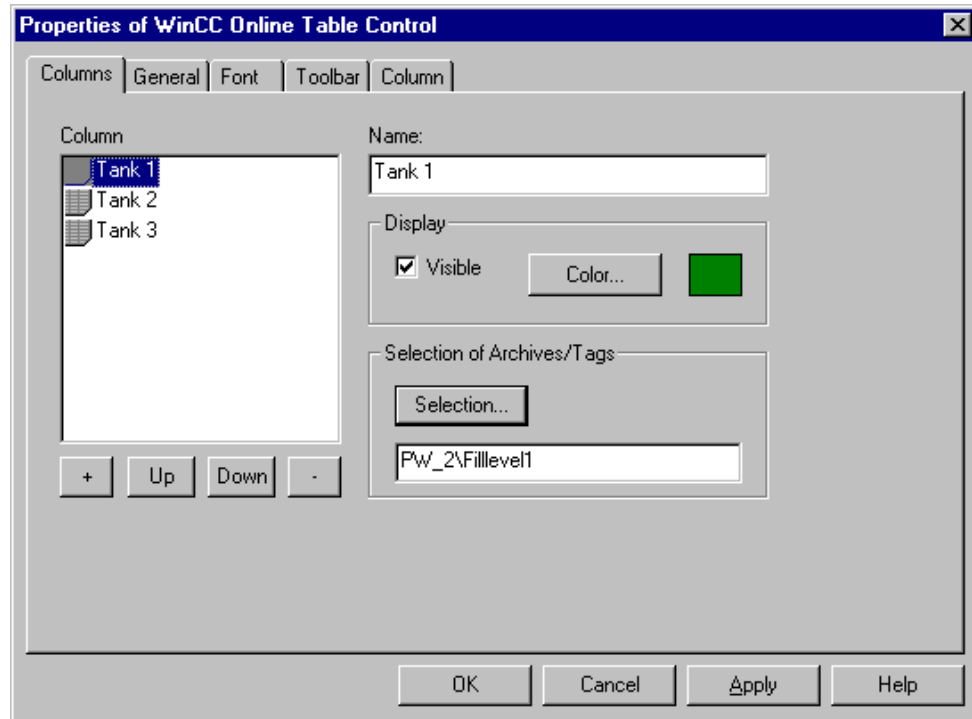 Properties of WinCC Online Table Control
Columns General Font Toolbar Column
Column
Tank 1
Tank 2
Tank 3
+ Up Down -
Name:
Tank 1
Display
Visible Color...
Selection of Archives/Tags
Selection...
PW_2\Filllevel1
OK Cancel Apply Help